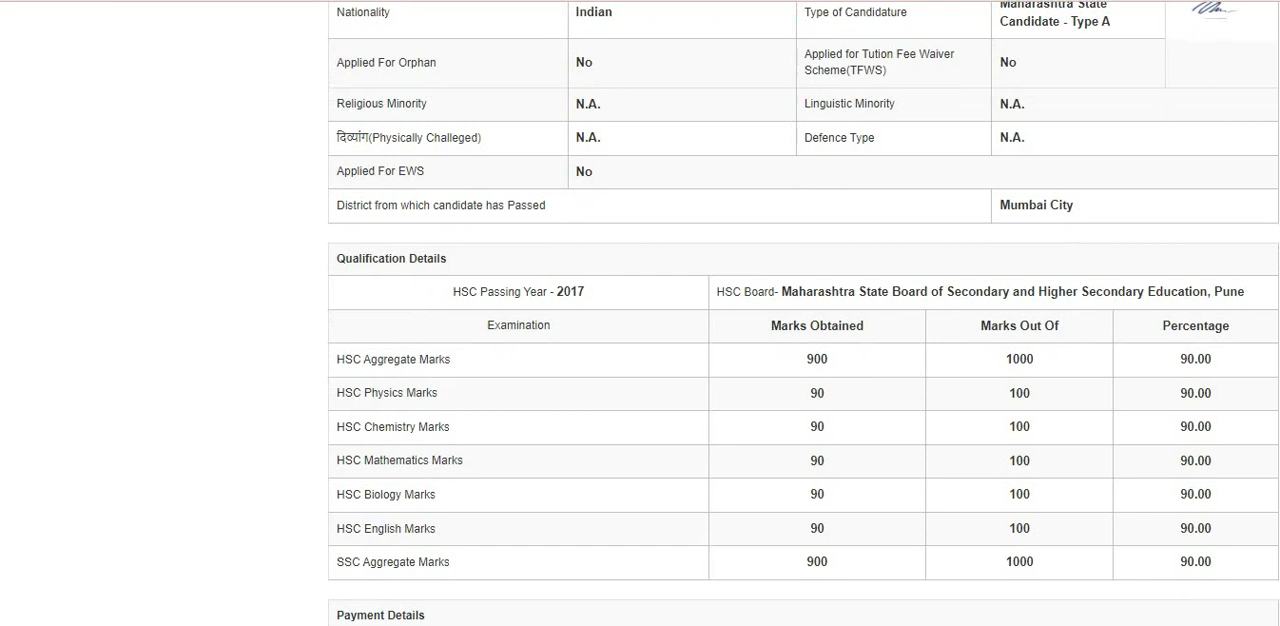 Nationality Indian Type of Candidature Maharashtra State
Candidate - Type A
Applied For Orphan No Applied for Tution Fee Waiver
Scheme(TFWS) No
Religious Minority N.A. Linguistic Minority N.A.
दिव्यांग(Physically Challeged) N.A. Defence Type N.A.
Applied For EWS No
District from which candidate has Passed Mumbai City
Qualification Details
HSC Passing Year - 2017 HSC Board- Maharashtra State Board of Secondary and Higher Secondary Education, Pune
Examination Marks Obtained Marks Out Of Percentage
HSC Aggregate Marks 900 1000 90.00
HSC Physics Marks 90 100 90.00
HSC Chemistry Marks 90 100 90.00
HSC Mathematics Marks 90 100 90.00
HSC Biology Marks 90 100 90.00
HSC English Marks 90 100 90.00
SSC Aggregate Marks 900 1000 90.00
Payment Details